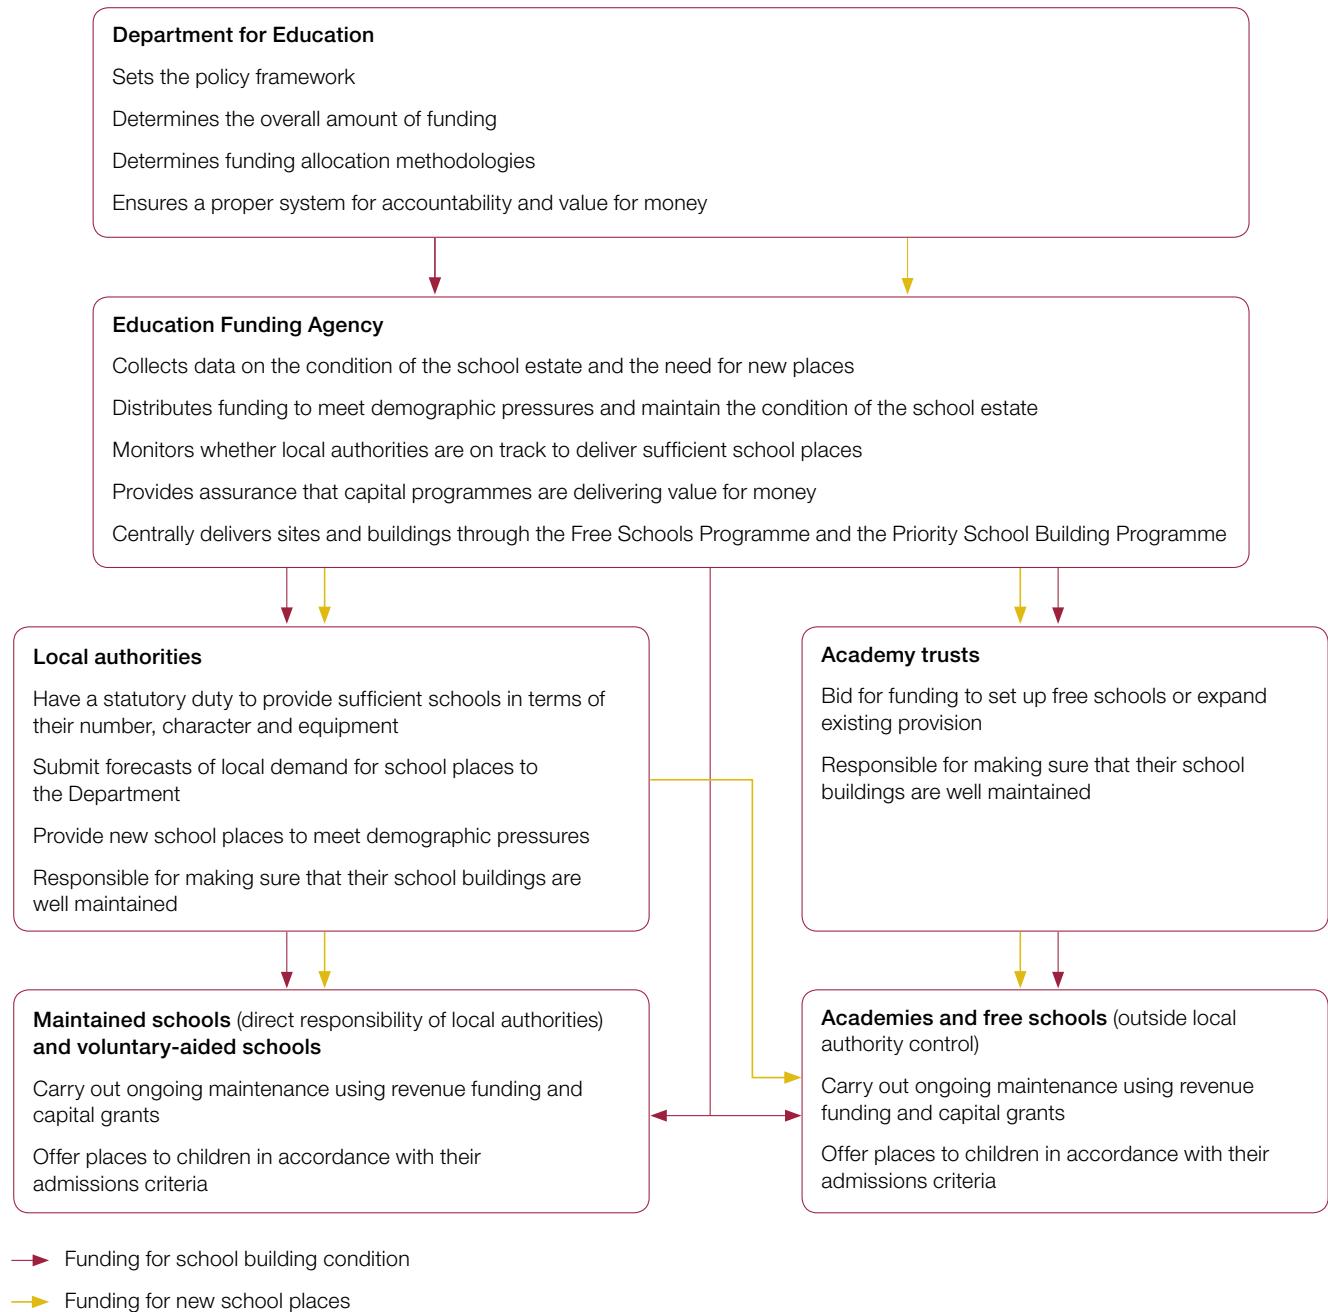 Department for Education
Sets the policy framework
Determines the overall amount of funding
Determines funding allocation methodologies
Ensures a proper system for accountability and value for money
Education Funding Agency
Collects data on the condition of the school estate and the need for new places
Distributes funding to meet demographic pressures and maintain the condition of the school estate
Monitors whether local authorities are on track to deliver sufficient school places
Provides assurance that capital programmes are delivering value for money
Centrally delivers sites and buildings through the Free Schools Programme and the Priority School Building Programme
Local authorities
Have a statutory duty to provide sufficient schools in terms of
their number, character and equipment
Submit forecasts of local demand for school places to
the Department
Provide new school places to meet demographic pressures
Responsible for making sure that their school buildings are
well maintained
Academy trusts
Bid for funding to set up free schools or expand
existing provision
Responsible for making sure that their school
buildings are well maintained
Maintained schools (direct responsibility of local authorities)
and voluntary-aided schools
Carry out ongoing maintenance using revenue funding and
capital grants
Offer places to children in accordance with their
admissions criteria
Academies and free schools (outside local
authority control)
Carry out ongoing maintenance using revenue
funding and capital grants
Offer places to children in accordance with their
admissions criteria
Funding for school building condition
Funding for new school places